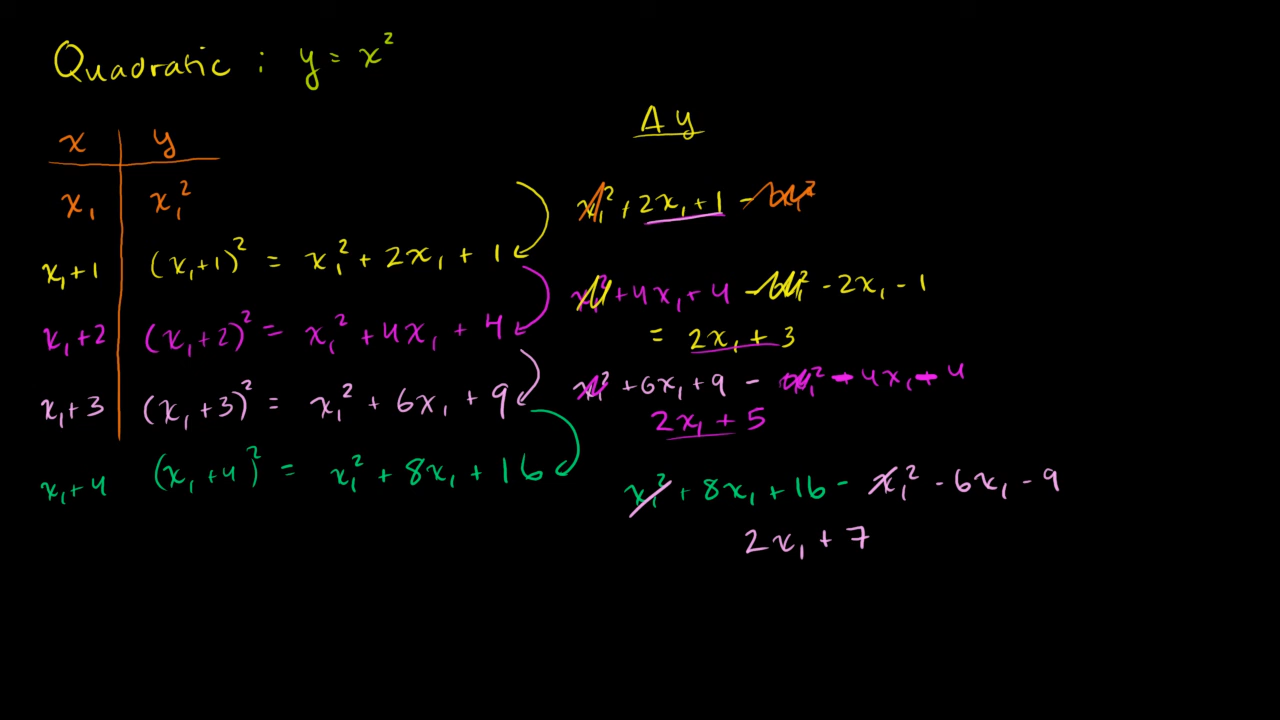 Quadratic : y = x²
Δy
x y
x₁ x₁²
x₁² + 2x₁ + 1 - x₁²
x₁+1 (x₁+1)² = x₁² + 2x₁ + 1
x₁² + 4x₁ + 4 - x₁² - 2x₁ - 1
x₁+2 (x₁+2)² = x₁² + 4x₁ + 4
= 2x₁ + 3
x₁² + 6x₁ + 9 - x₁² - 4x₁ - 4
x₁+3 (x₁+3)² = x₁² + 6x₁ + 9
2x₁ + 5
x₁+4 (x₁+4)² = x₁² + 8x₁ + 16
x₁² + 8x₁ + 16 - x₁² - 6x₁ - 9
2x₁ + 7